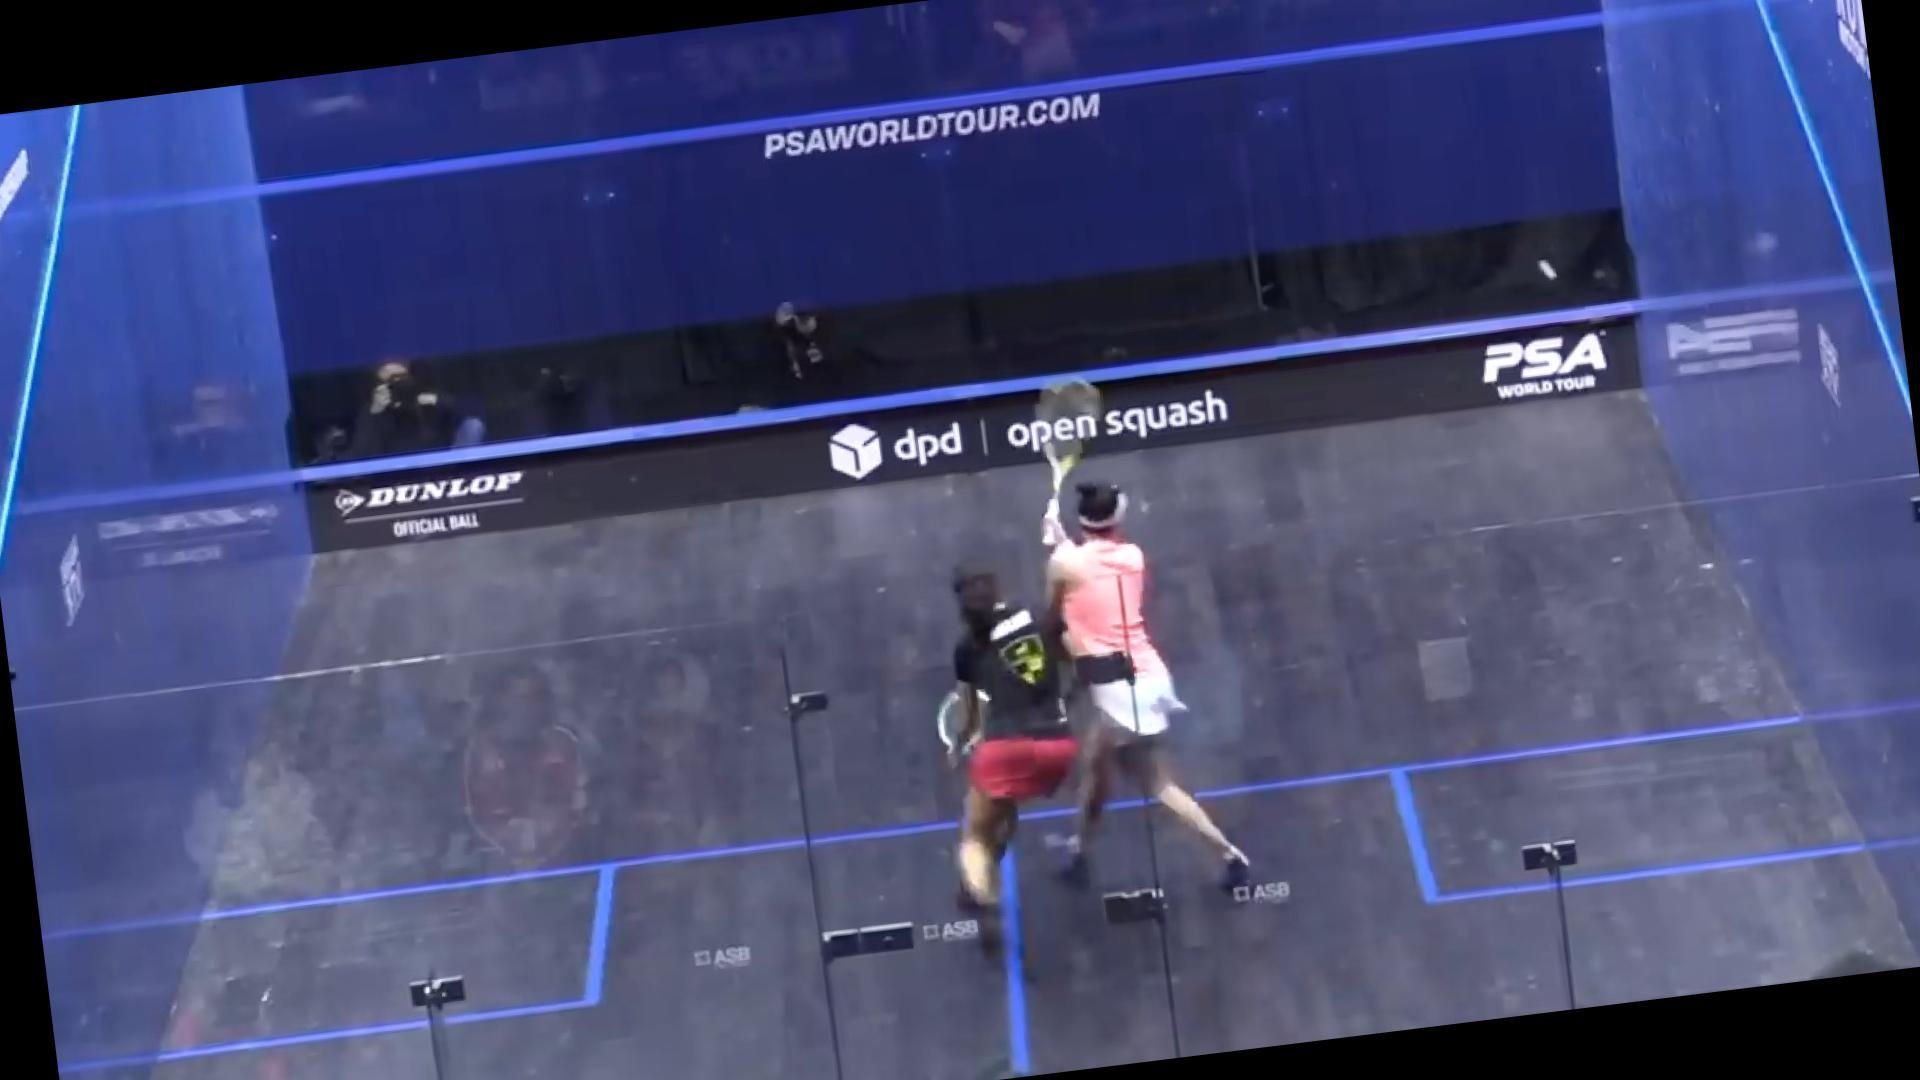 PSAWORLDTOUR.COM
PSA
WORLD TOUR
dpd | open squash
DUNLOP
OFFICIAL BALL
ASB
ASB
ASB